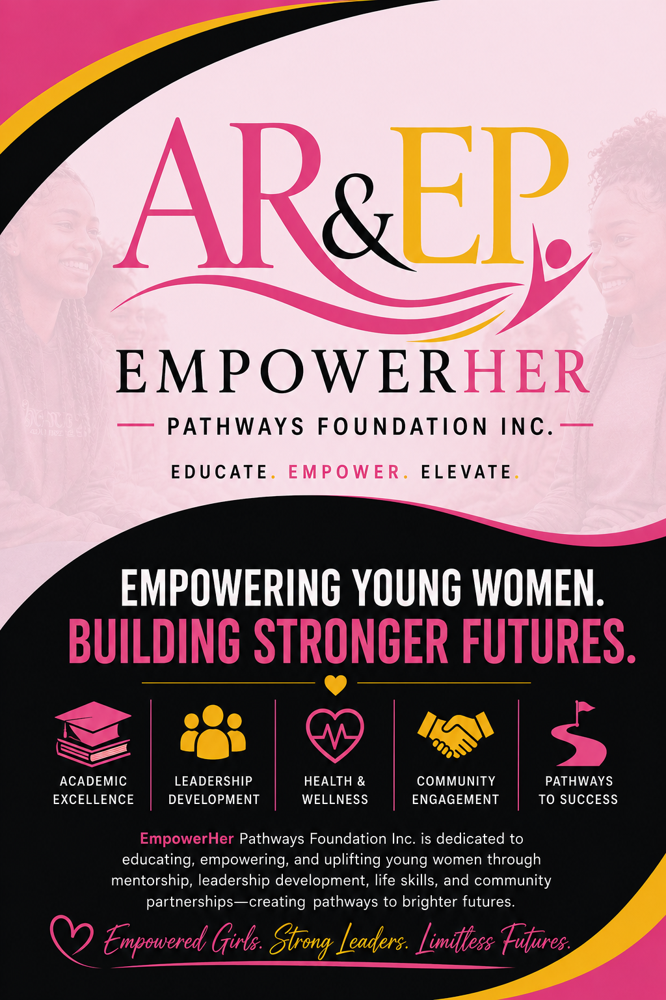 AR&EP.
EMPOWERHER
PATHWAYS FOUNDATION INC.
EDUCATE. EMPOWER. ELEVATE.
EMPOWERING YOUNG WOMEN.
BUILDING STRONGER FUTURES.
ACADEMIC
EXCELLENCE
LEADERSHIP
DEVELOPMENT
HEALTH &
WELLNESS
COMMUNITY
ENGAGEMENT
PATHWAYS
TO SUCCESS
EmpowerHer Pathways Foundation Inc. is dedicated to
educating, empowering, and uplifting young women through
mentorship, leadership development, life skills, and community
partnerships—creating pathways to brighter futures.
Empowered Girls. Strong Leaders. Limitless Futures.